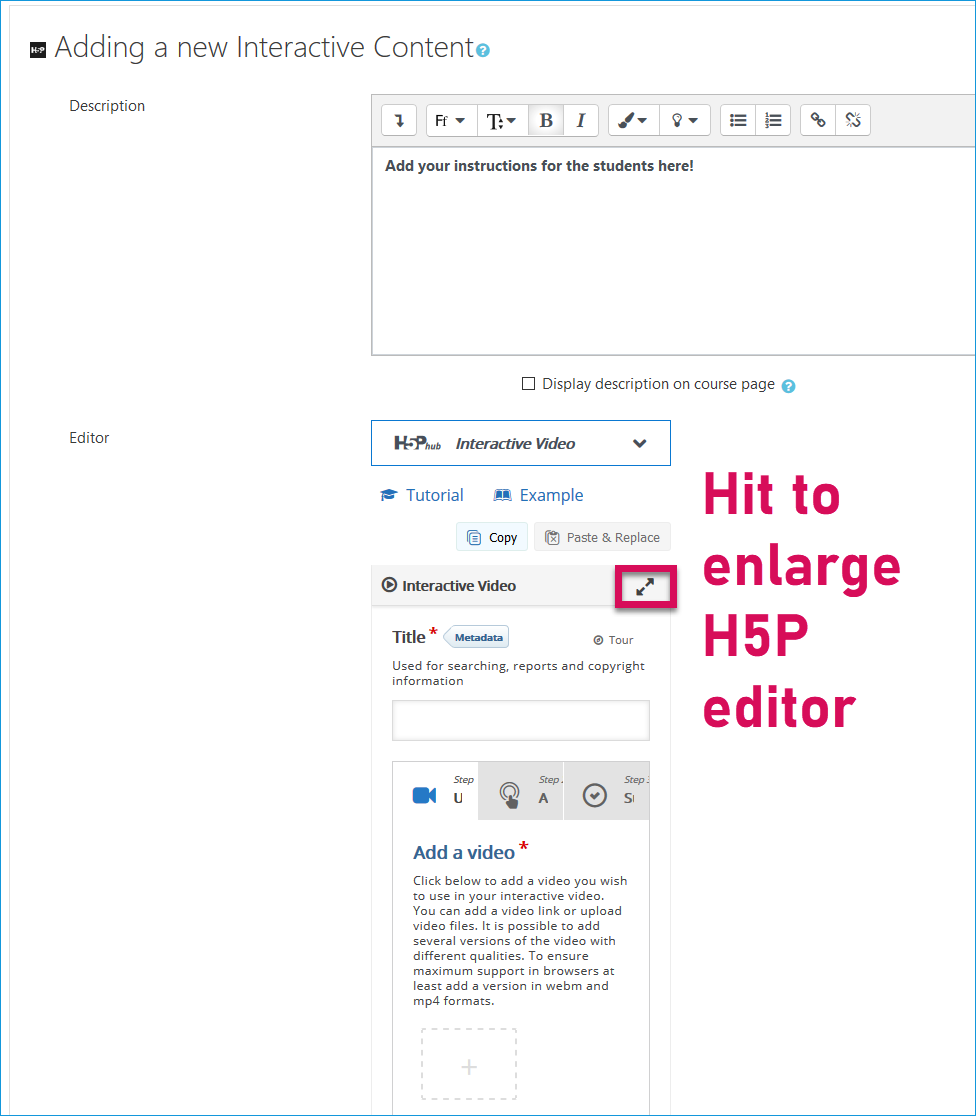 H5P Adding a new Interactive Content ?
Description
Ff T B I
Add your instructions for the students here!
Display description on course page ?
Editor
H5P hub Interactive Video
Tutorial Example
Copy Paste & Replace
Interactive Video
Hit to
enlarge
H5P
editor
Title * Metadata Tour
Used for searching, reports and copyright
information
Step
U
Step
A
Step
S
Add a video *
Click below to add a video you wish
to use in your interactive video.
You can add a video link or upload
video files. It is possible to add
several versions of the video with
different qualities. To ensure
maximum support in browsers at
least add a version in webm and
mp4 formats.
+